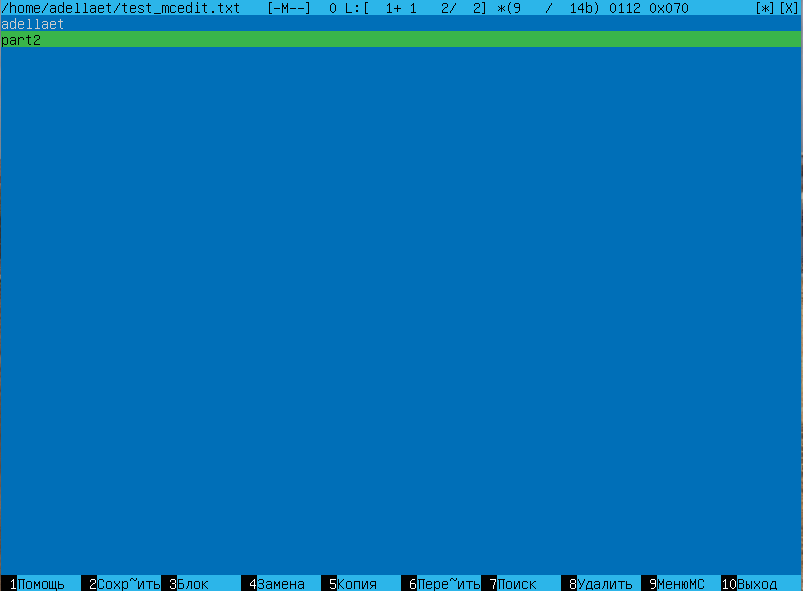 /home/adellaet/test_mcedit.txt   [-M--]  0 L:[  1+ 1   2/  2] *(9   /  14b) 0112 0x070        [*][X]
adellaet
part2
1Помощь  2Сохр~ить 3Блок    4Замена  5Копия   6Пере~ить 7Поиск   8Удалить 9МенюMC 10Выход